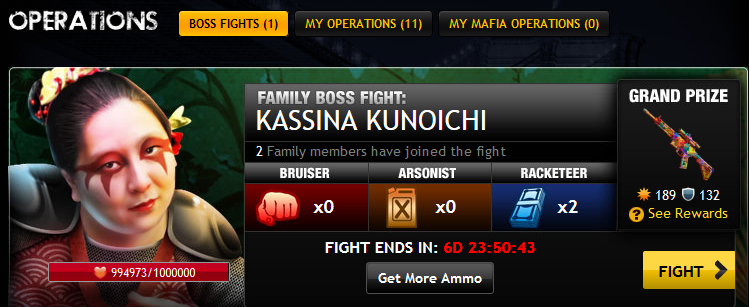 OPERATIONS
BOSS FIGHTS (1) MY OPERATIONS (11) MY MAFIA OPERATIONS (0)
FAMILY BOSS FIGHT:
KASSINA KUNOICHI
2 Family members have joined the fight
BRUISER ARSONIST RACKETEER
x0 x0 x2
GRAND PRIZE
189 132
? See Rewards
FIGHT ENDS IN: 6D 23:50:43
994973/1000000
Get More Ammo
FIGHT